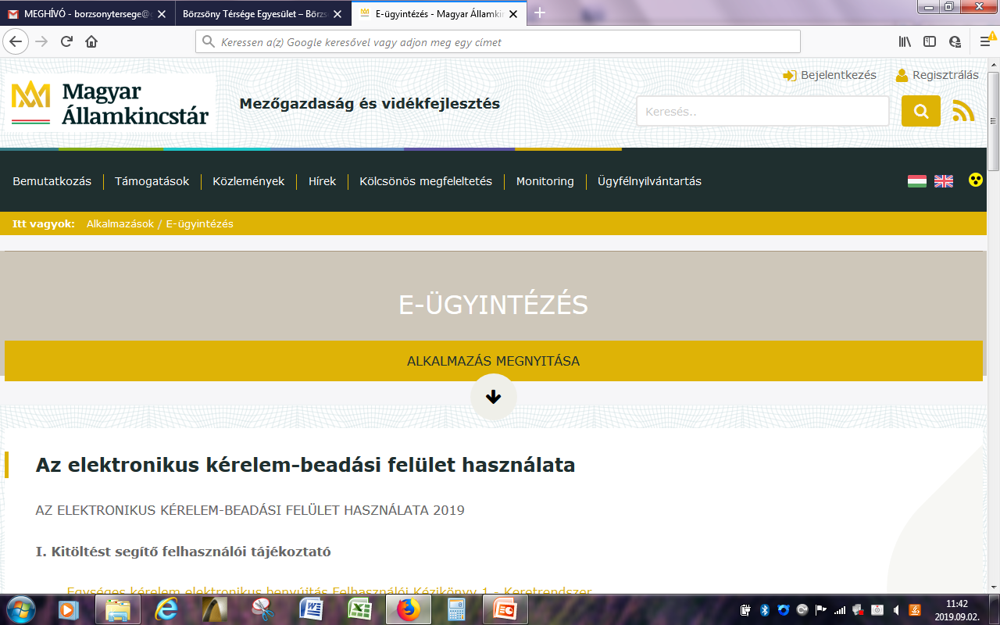 MEGHÍVÓ - borzsonytersege@g
Börzsöny Térsége Egyesület – Börzs
E-ügyintézés - Magyar Államkin
Keressen a(z) Google keresővel vagy adjon meg egy címet
Bejelentkezés
Regisztrálás
Magyar
Államkincstár
Mezőgazdaság és vidékfejlesztés
Keresés..
Bemutatkozás
Támogatások
Közlemények
Hírek
Kölcsönös megfeleltetés
Monitoring
Ügyfélnyilvántartás
Itt vagyok: Alkalmazások / E-ügyintézés
E-ÜGYINTÉZÉS
ALKALMAZÁS MEGNYITÁSA
Az elektronikus kérelem-beadási felület használata
AZ ELEKTRONIKUS KÉRELEM-BEADÁSI FELÜLET HASZNÁLATA 2019
I. Kitöltést segítő felhasználói tájékoztató
Egységes kérelem elektronikus benyújtás Felhasználói Kézikönyv 1 - Keretrendszer
11:42
2019.09.02.